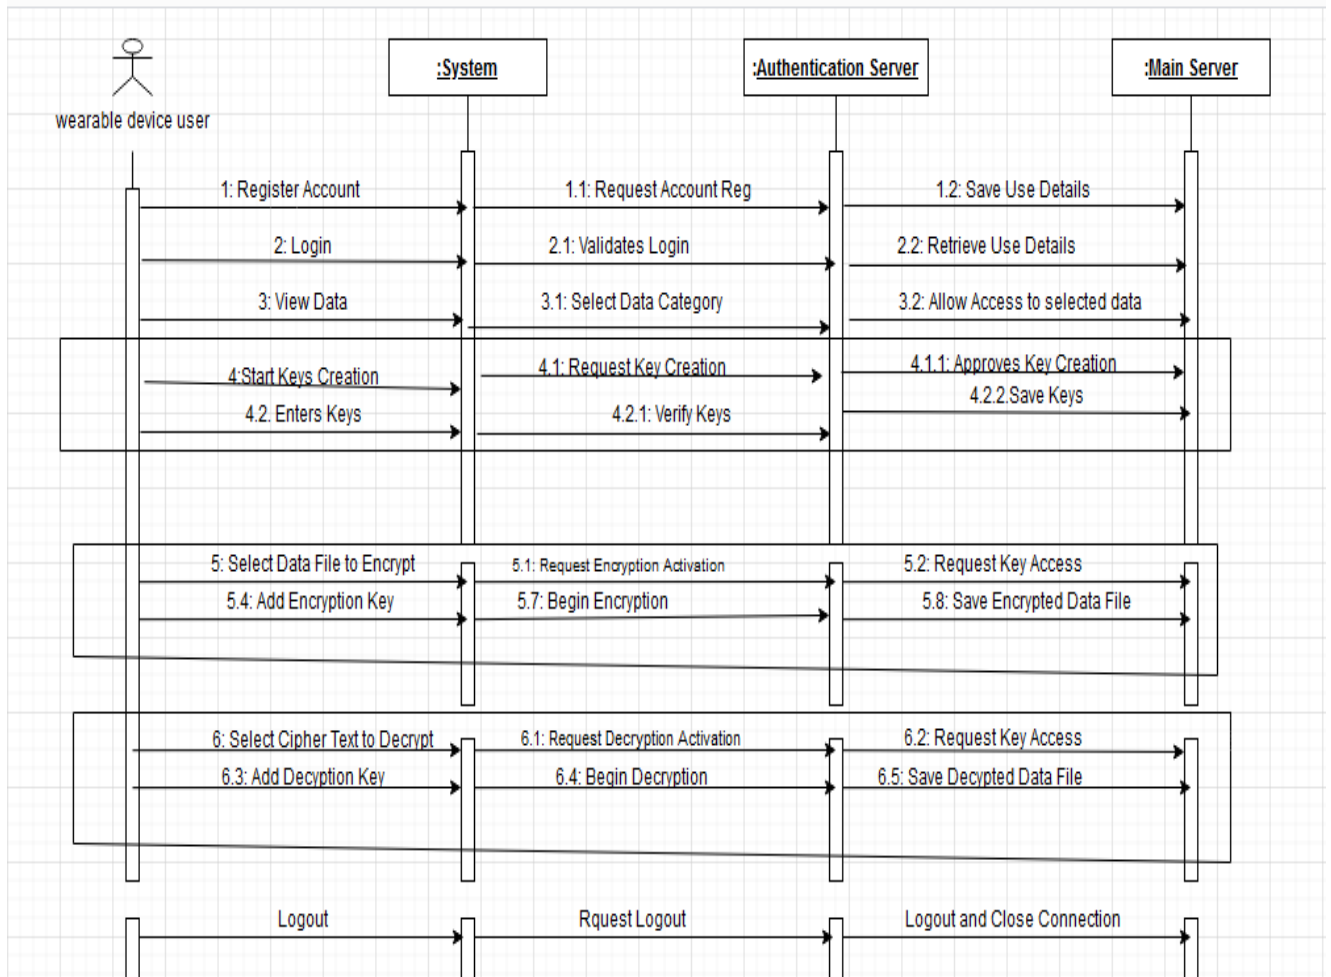 :System
:Authentication Server
:Main Server
wearable device user
1: Register Account
1.1: Request Account Reg
1.2: Save Use Details
2: Login
2.1: Validates Login
2.2: Retrieve Use Details
3: View Data
3.1: Select Data Category
3.2: Allow Access to selected data
4:Start Keys Creation
4.1: Request Key Creation
4.1.1: Approves Key Creation
4.2. Enters Keys
4.2.1: Verify Keys
4.2.2.Save Keys
5: Select Data File to Encrypt
5.1: Request Encryption Activation
5.2: Request Key Access
5.4: Add Encryption Key
5.7: Begin Encryption
5.8: Save Encrypted Data File
6: Select Cipher Text to Decrypt
6.1: Request Decryption Activation
6.2: Request Key Access
6.3: Add Decyption Key
6.4: Begin Decryption
6.5: Save Decypted Data File
Logout
Rquest Logout
Logout and Close Connection